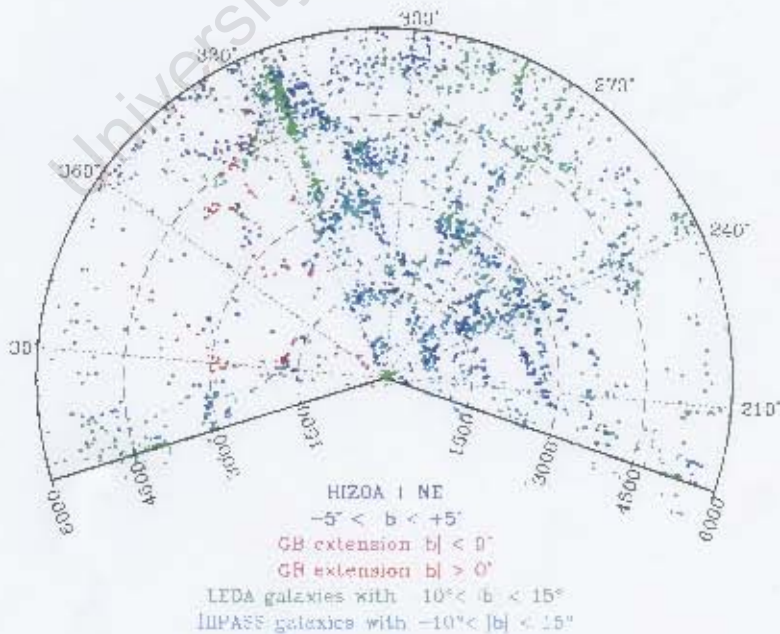 University
300°
330°
270°
360°
240°
30°
210°
1500
1500
3000
3000
4500
4500
6000
6000
HIZOA + NE
-5° < b < +5°
GB extension |b| < 0°
GB extension |b| > 0°
LEDA galaxies with -10°< |b| < 15°
HIPASS galaxies with -10°< |b| < 15°